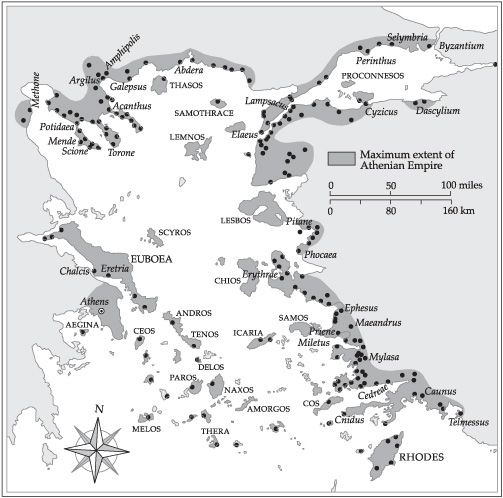 Amphipolis
Selymbria
Byzantium
Perinthus
Abdera
Argilus
Galepsus
THASOS
PROCONNESOS
Methone
Acanthus
Lampsacus
SAMOTHRACE
Cyzicus
Dascylium
Potidaea
Elaeus
LEMNOS
Mende
Scione
Torone
Maximum extent of
Athenian Empire
0 50 100 miles
0 80 160 km
LESBOS
Pitane
SCYROS
Phocaea
EUBOEA
Chalcis
Eretria
Erythrae
CHIOS
Athens
Ephesus
ANDROS
SAMOS
Maeandrus
AEGINA
CEOS
TENOS
ICARIA
Priene
Miletus
Mylasa
DELOS
PAROS
NAXOS
Cedreae
Caunus
AMORGOS
COS
MELOS
Cnidus
Telmessus
THERA
N
RHODES